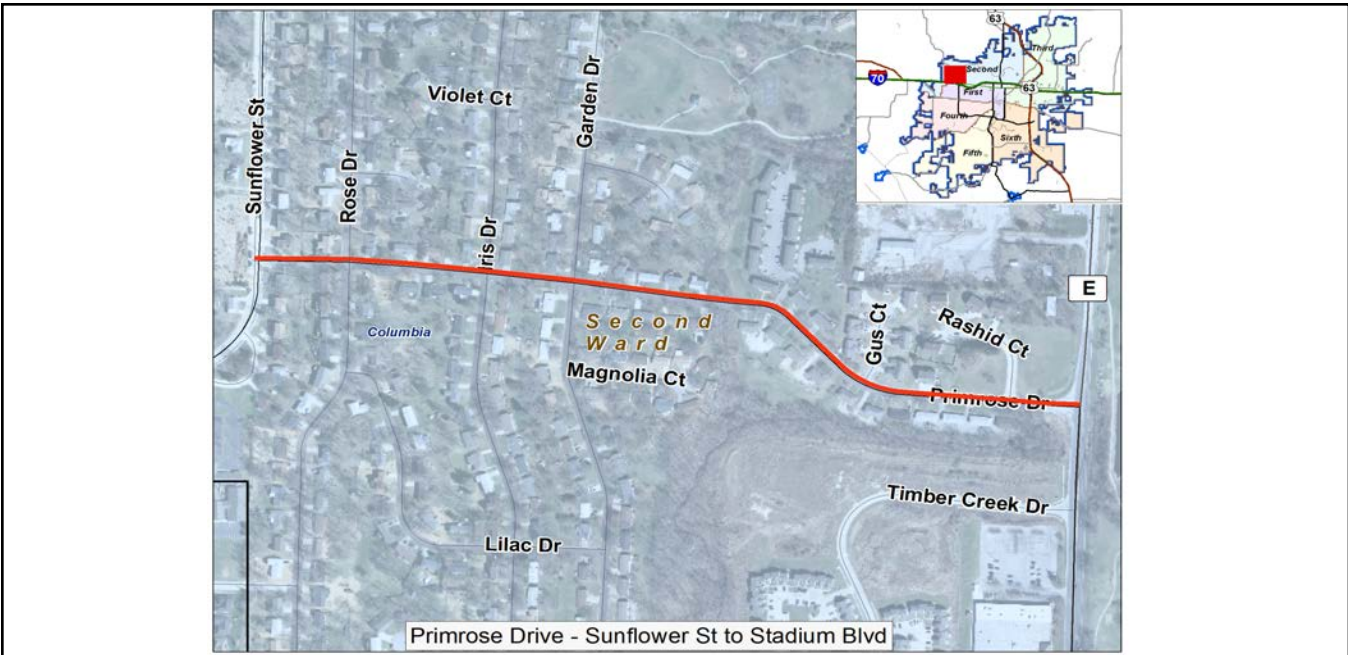 63
Third
Second
70
First
63
Fourth
Sixth
Fifth
Violet Ct
Garden Dr
Sunflower St
Rose Dr
Iris Dr
E
Columbia
Second
Ward
Gus Ct
Rashid Ct
Magnolia Ct
Primrose Dr
Timber Creek Dr
Lilac Dr
Primrose Drive - Sunflower St to Stadium Blvd